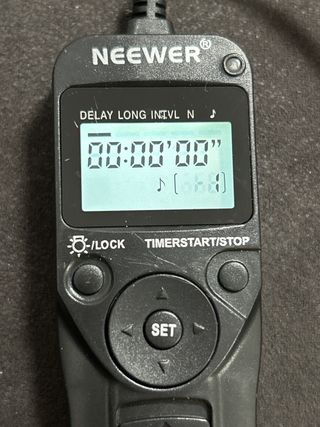 NEEWER®
DELAY LONG INTVL N ♪
00:00'00"
♪
/LOCK TIMERSTART/STOP
SET